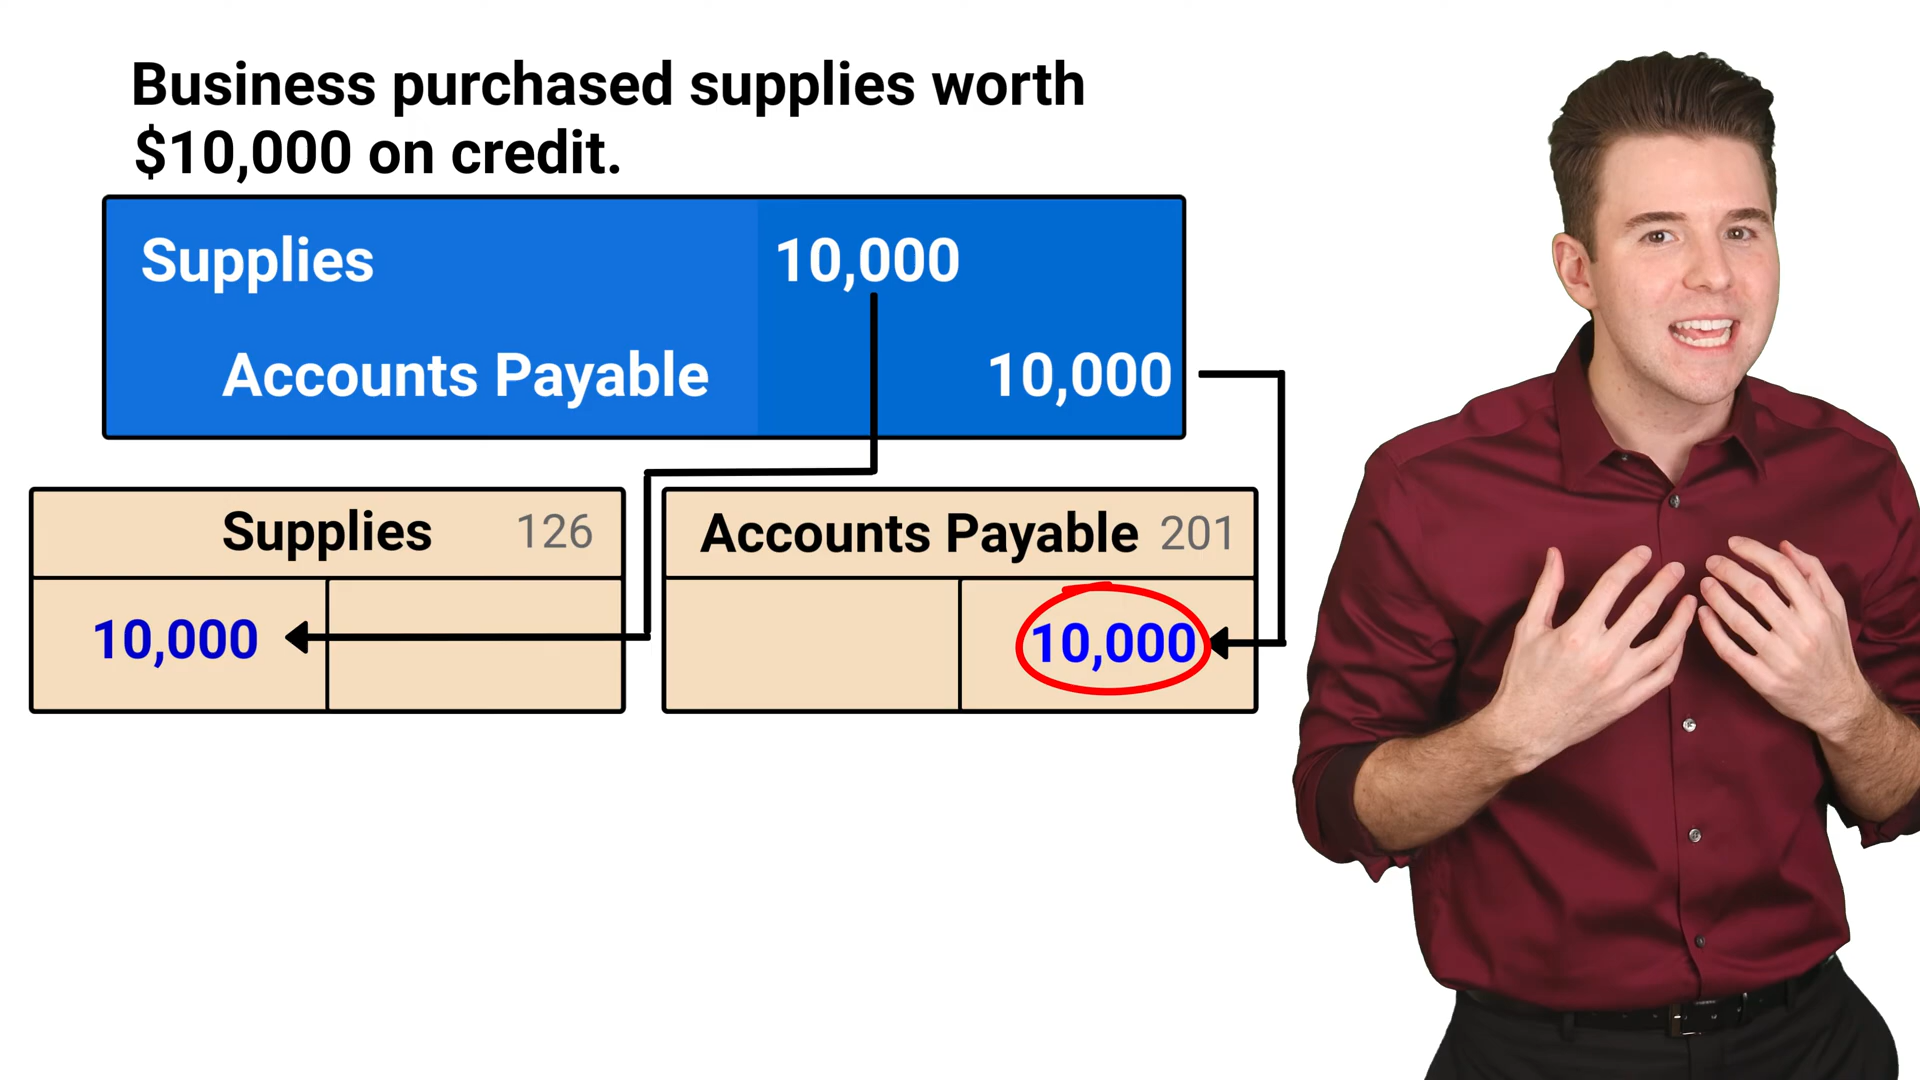 Business purchased supplies worth
$10,000 on credit.
Supplies 10,000
Accounts Payable 10,000
Supplies 126
10,000
Accounts Payable 201
10,000